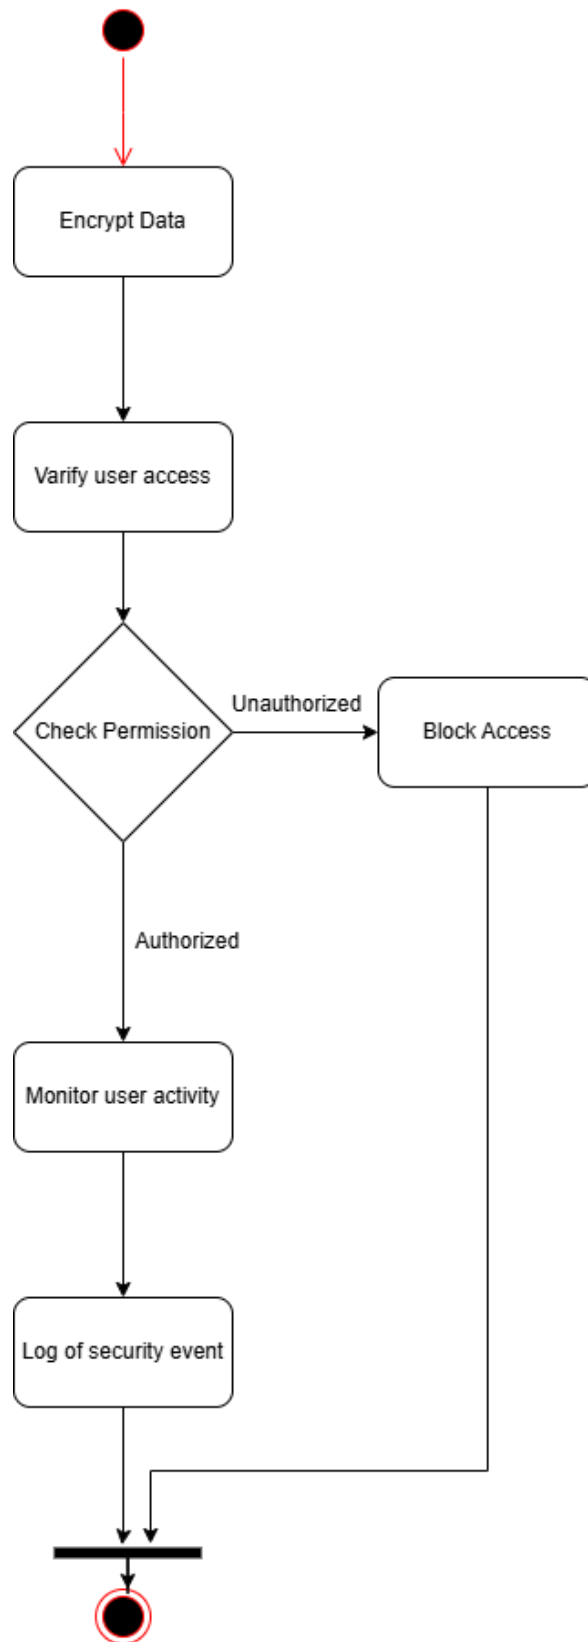 Encrypt Data
Varify user access
Check Permission
Unauthorized
Block Access
Authorized
Monitor user activity
Log of security event